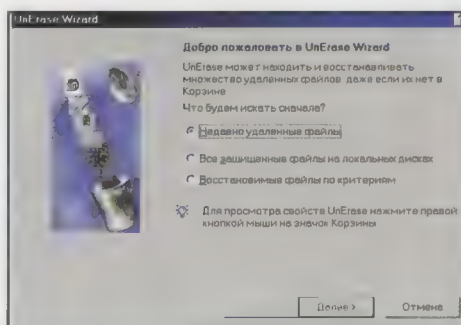 UnErase Wizard
Добро пожаловать в UnErase Wizard
UnErase может находить и восстанавливать
множество удаленных файлов даже если их нет в
Корзине
Что будем искать сначала?
Недавно удаленные файлы
Все защищенные файлы на локальных дисках
Восстановимые файлы по критериям
Для просмотра свойств UnErase нажмите правой
кнопкой мыши на значок Корзины
Далее >
Отмена